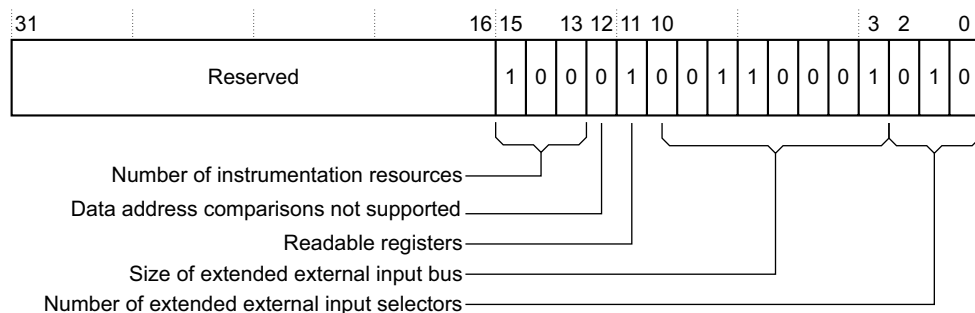 31 16 15 13 12 11 10 3 2 0
Reserved 1 0 0 0 1 0 0 1 1 0 0 0 1 0 1 0
Number of instrumentation resources
Data address comparisons not supported
Readable registers
Size of extended external input bus
Number of extended external input selectors